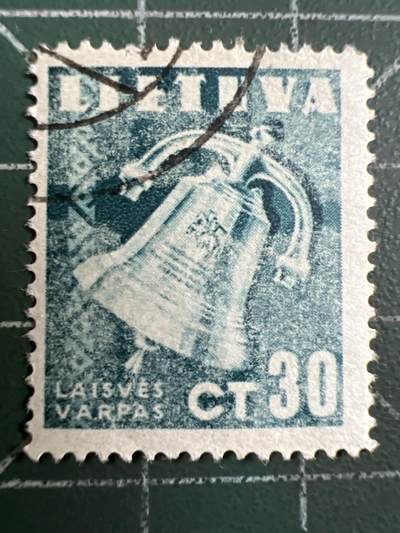 LIETUVA
LAISVĖS
VARPAS
CT 30